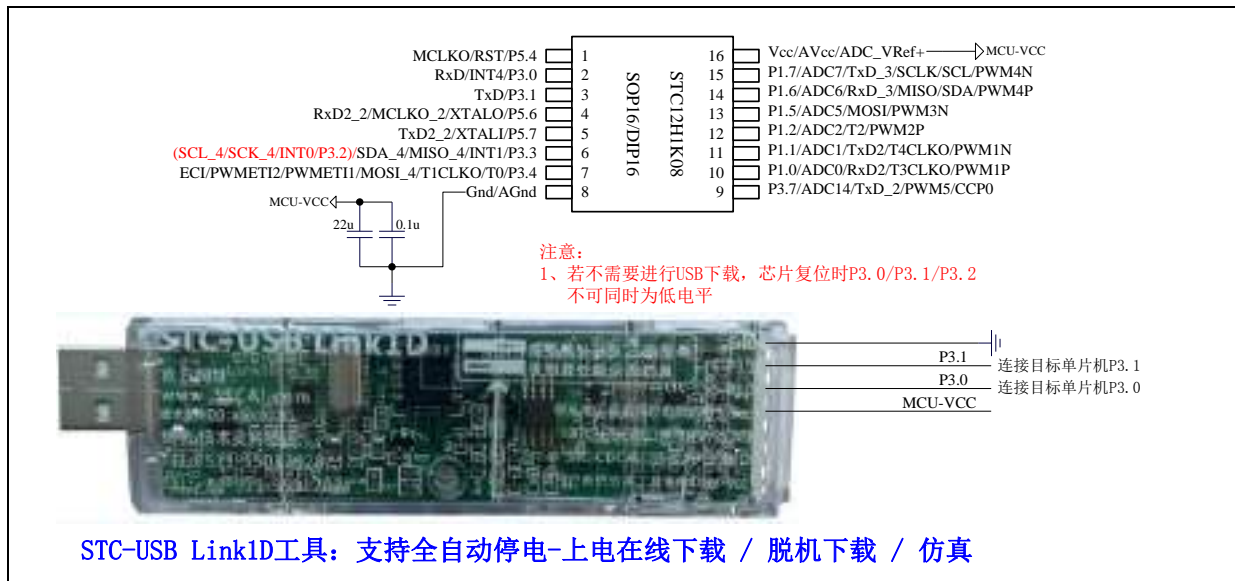 MCLKO/RST/P5.4
RxD/INT4/P3.0
TxD/P3.1
RxD2_2/MCLKO_2/XTALO/P5.6
TxD2_2/XTALI/P5.7
(SCL_4/SCK_4/INT0/P3.2)/SDA_4/MISO_4/INT1/P3.3
ECI/PWMETI2/PWMETI1/MOSI_4/T1CLKO/T0/P3.4
Gnd/AGnd
1
2
3
4
5
6
7
8
SOP16/DIP16
STC12H1K08
16
15
14
13
12
11
10
9
Vcc/AVcc/ADC_VRef+
MCU-VCC
P1.7/ADC7/TxD_3/SCLK/SCL/PWM4N
P1.6/ADC6/RxD_3/MISO/SDA/PWM4P
P1.5/ADC5/MOSI/PWM3N
P1.2/ADC2/T2/PWM2P
P1.1/ADC1/TxD2/T4CLKO/PWM1N
P1.0/ADC0/RxD2/T3CLKO/PWM1P
P3.7/ADC14/TxD_2/PWM5/CCP0
MCU-VCC
22u
0.1u
注意：
1、若不需要进行USB下载，芯片复位时P3.0/P3.1/P3.2
不可同时为低电平
STC-USB Link1D
P3.1
连接目标单片机P3.1
P3.0
连接目标单片机P3.0
MCU-VCC
STC-USB Link1D工具：支持全自动停电-上电在线下载 / 脱机下载 / 仿真